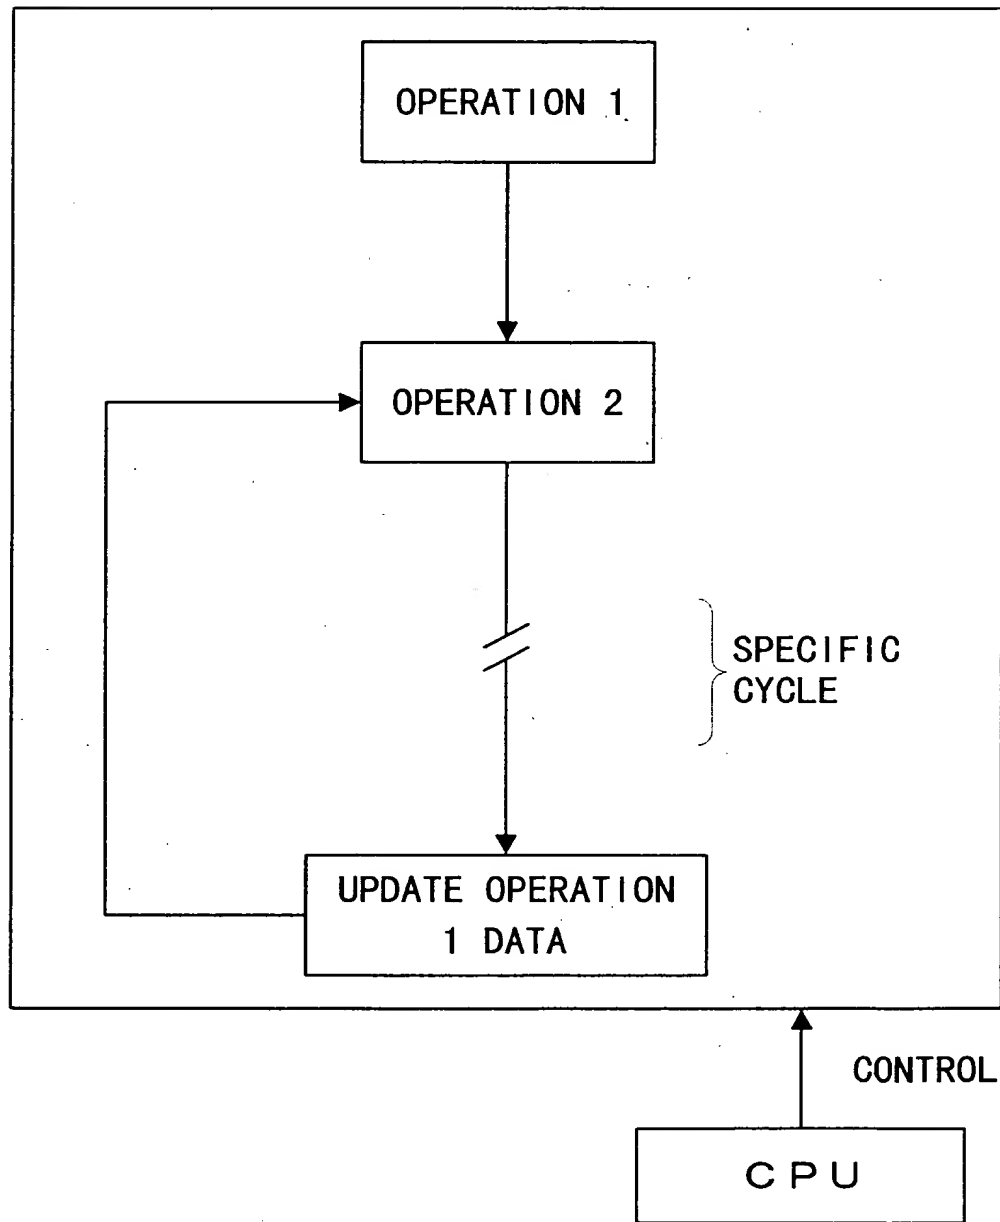 OPERATION 1
OPERATION 2
SPECIFIC
CYCLE
UPDATE OPERATION
1 DATA
CONTROL
CPU